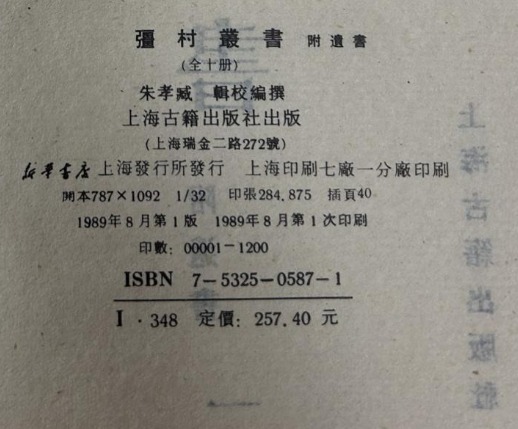 彊村叢書 附遺書
(全十册)
朱孝臧 輯校編撰
上海古籍出版社出版
(上海瑞金二路272號)
新華書店 上海發行所發行 上海印刷七廠一分廠印刷
開本787×1092 1/32 印張284.875 插頁40
1989年8月第1版 1989年8月第1次印刷
印數: 00001-1200
ISBN 7-5325-0587-1
I·348 定價: 257.40 元